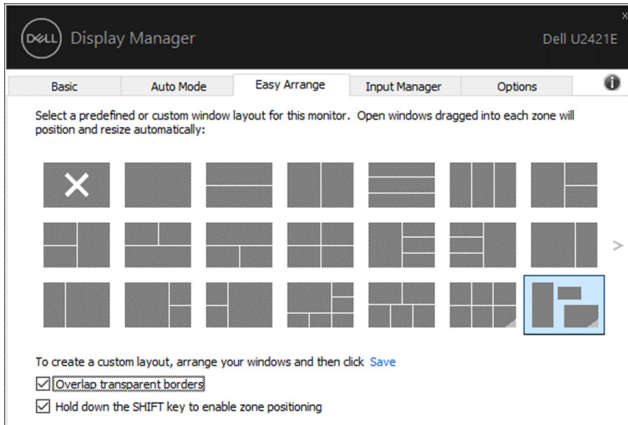 x
DELL Display Manager Dell U2421E
Basic Auto Mode Easy Arrange Input Manager Options i
Select a predefined or custom window layout for this monitor. Open windows dragged into each zone will
position and resize automatically:
>
To create a custom layout, arrange your windows and then click Save
Overlap transparent borders
Hold down the SHIFT key to enable zone positioning